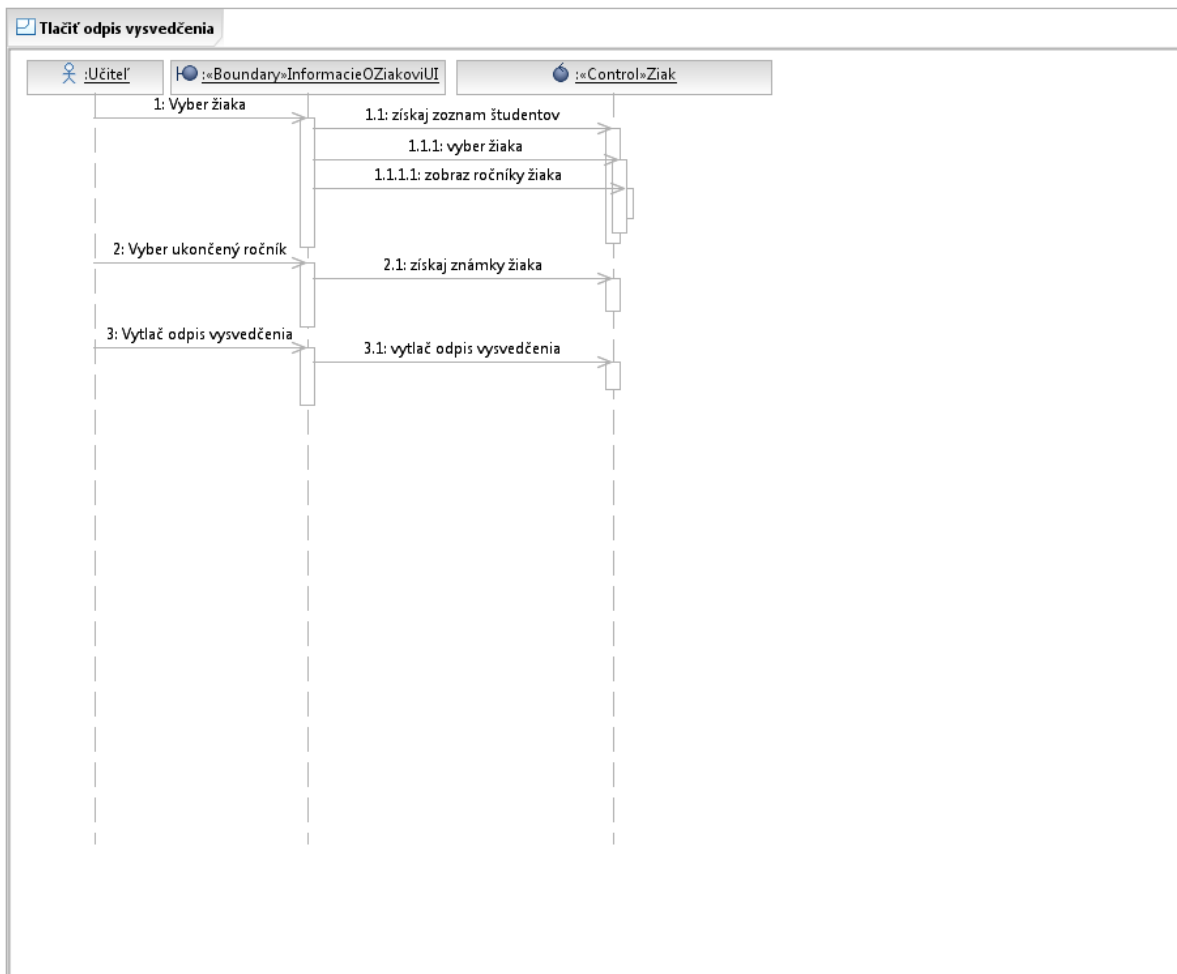 Tlačiť odpis vysvedčenia
:Učiteľ
:«Boundary»InformacieOZiakoviUI
:«Control»Ziak
1: Vyber žiaka
1.1: získaj zoznam študentov
1.1.1: vyber žiaka
1.1.1.1: zobraz ročníky žiaka
2: Vyber ukončený ročník
2.1: získaj známky žiaka
3: Vytlač odpis vysvedčenia
3.1: vytlač odpis vysvedčenia